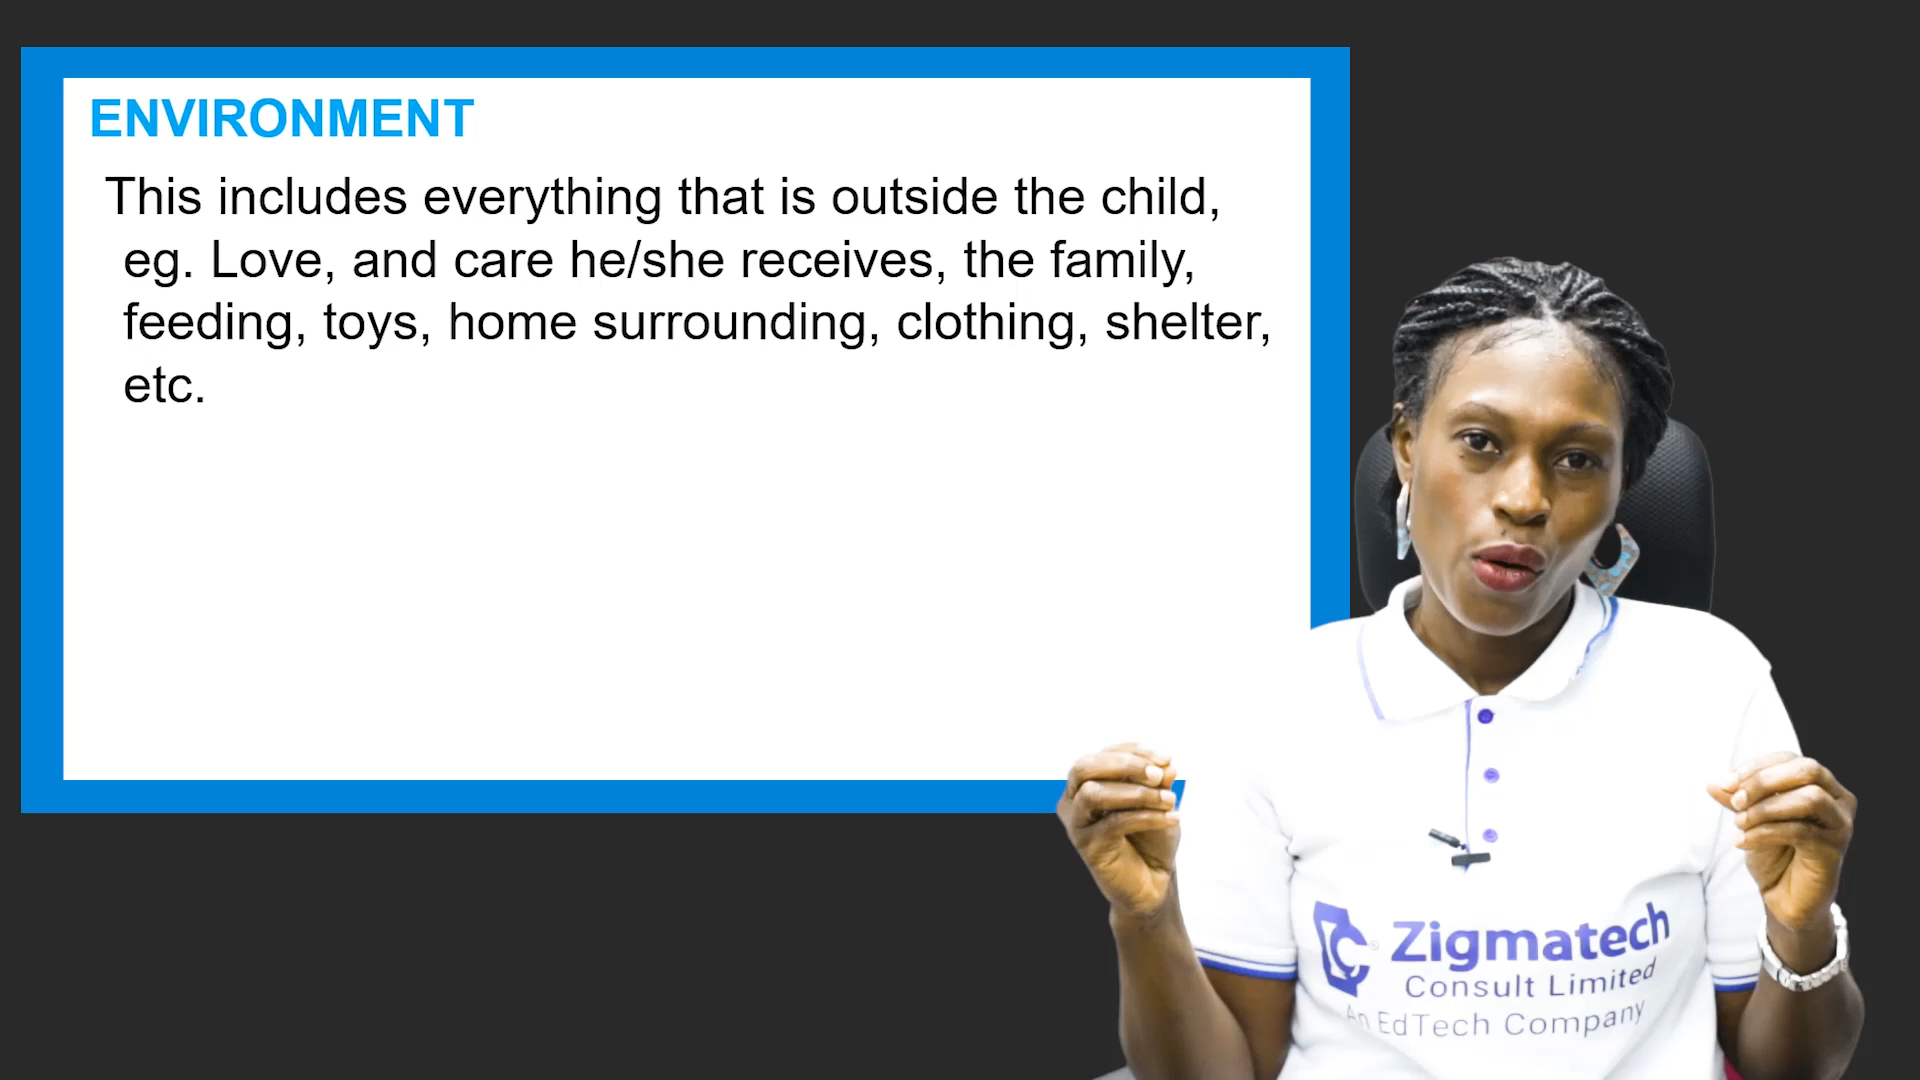 ENVIRONMENT
This includes everything that is outside the child,
eg. Love, and care he/she receives, the family,
feeding, toys, home surrounding, clothing, shelter,
etc.
Zigmatech
Consult Limited
An EdTech Company